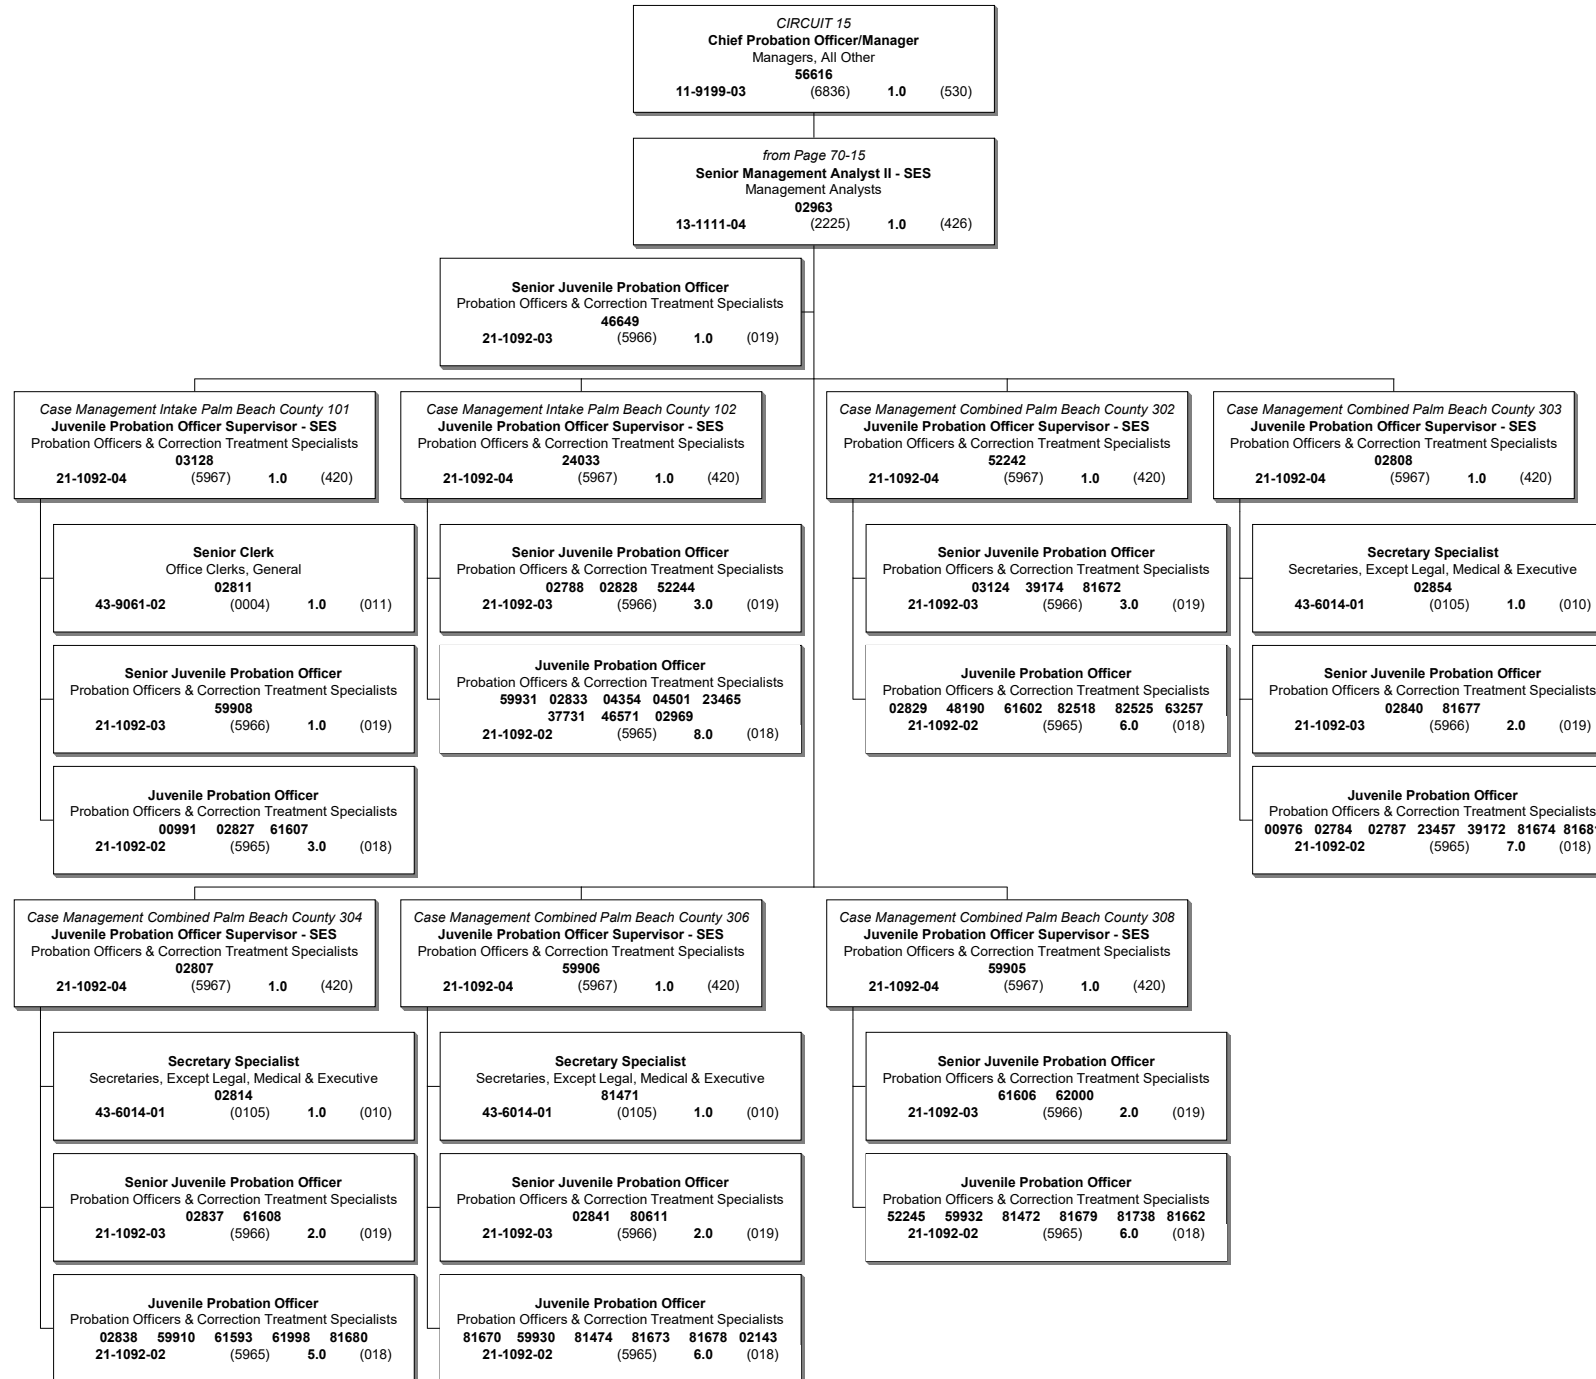 CIRCUIT 15
Chief Probation Officer/Manager
Managers, All Other
56616
11-9199-03 (6836) 1.0 (530)
from Page 70-15
Senior Management Analyst II - SES
Management Analysts
02963
13-1111-04 (2225) 1.0 (426)
Senior Juvenile Probation Officer
Probation Officers & Correction Treatment Specialists
46649
21-1092-03 (5966) 1.0 (019)
Case Management Intake Palm Beach County 101
Juvenile Probation Officer Supervisor - SES
Probation Officers & Correction Treatment Specialists
03128
21-1092-04 (5967) 1.0 (420)
Senior Clerk
Office Clerks, General
02811
43-9061-02 (0004) 1.0 (011)
Senior Juvenile Probation Officer
Probation Officers & Correction Treatment Specialists
59908
21-1092-03 (5966) 1.0 (019)
Juvenile Probation Officer
Probation Officers & Correction Treatment Specialists
00991 02827 61607
21-1092-02 (5965) 3.0 (018)
Case Management Intake Palm Beach County 102
Juvenile Probation Officer Supervisor - SES
Probation Officers & Correction Treatment Specialists
24033
21-1092-04 (5967) 1.0 (420)
Senior Juvenile Probation Officer
Probation Officers & Correction Treatment Specialists
02788 02828 52244
21-1092-03 (5966) 3.0 (019)
Juvenile Probation Officer
Probation Officers & Correction Treatment Specialists
59931 02833 04354 04501 23465
37731 46571 02969
21-1092-02 (5965) 8.0 (018)
Case Management Combined Palm Beach County 302
Juvenile Probation Officer Supervisor - SES
Probation Officers & Correction Treatment Specialists
52242
21-1092-04 (5967) 1.0 (420)
Senior Juvenile Probation Officer
Probation Officers & Correction Treatment Specialists
03124 39174 81672
21-1092-03 (5966) 3.0 (019)
Juvenile Probation Officer
Probation Officers & Correction Treatment Specialists
02829 48190 61602 82518 82525 63257
21-1092-02 (5965) 6.0 (018)
Case Management Combined Palm Beach County 303
Juvenile Probation Officer Supervisor - SES
Probation Officers & Correction Treatment Specialists
02808
21-1092-04 (5967) 1.0 (420)
Secretary Specialist
Secretaries, Except Legal, Medical & Executive
02854
43-6014-01 (0105) 1.0 (010)
Senior Juvenile Probation Officer
Probation Officers & Correction Treatment Specialists
02840 81677
21-1092-03 (5966) 2.0 (019)
Juvenile Probation Officer
Probation Officers & Correction Treatment Specialists
00976 02784 02787 23457 39172 81674
21-1092-02 (5965) 7.0 (018)
Case Management Combined Palm Beach County 304
Juvenile Probation Officer Supervisor - SES
Probation Officers & Correction Treatment Specialists
02807
21-1092-04 (5967) 1.0 (420)
Secretary Specialist
Secretaries, Except Legal, Medical & Executive
02814
43-6014-01 (0105) 1.0 (010)
Senior Juvenile Probation Officer
Probation Officers & Correction Treatment Specialists
02837 61608
21-1092-03 (5966) 2.0 (019)
Juvenile Probation Officer
Probation Officers & Correction Treatment Specialists
02838 59910 61593 61998 81680
21-1092-02 (5965) 5.0 (018)
Case Management Combined Palm Beach County 306
Juvenile Probation Officer Supervisor - SES
Probation Officers & Correction Treatment Specialists
59906
21-1092-04 (5967) 1.0 (420)
Secretary Specialist
Secretaries, Except Legal, Medical & Executive
81471
43-6014-01 (0105) 1.0 (010)
Senior Juvenile Probation Officer
Probation Officers & Correction Treatment Specialists
02841 80611
21-1092-03 (5966) 2.0 (019)
Juvenile Probation Officer
Probation Officers & Correction Treatment Specialists
81670 59930 81474 81673 81678 02143
21-1092-02 (5965) 6.0 (018)
Case Management Combined Palm Beach County 308
Juvenile Probation Officer Supervisor - SES
Probation Officers & Correction Treatment Specialists
59905
21-1092-04 (5967) 1.0 (420)
Senior Juvenile Probation Officer
Probation Officers & Correction Treatment Specialists
61606 62000
21-1092-03 (5966) 2.0 (019)
Juvenile Probation Officer
Probation Officers & Correction Treatment Specialists
52245 59932 81472 81679 81738 81662
21-1092-02 (5965) 6.0 (018)